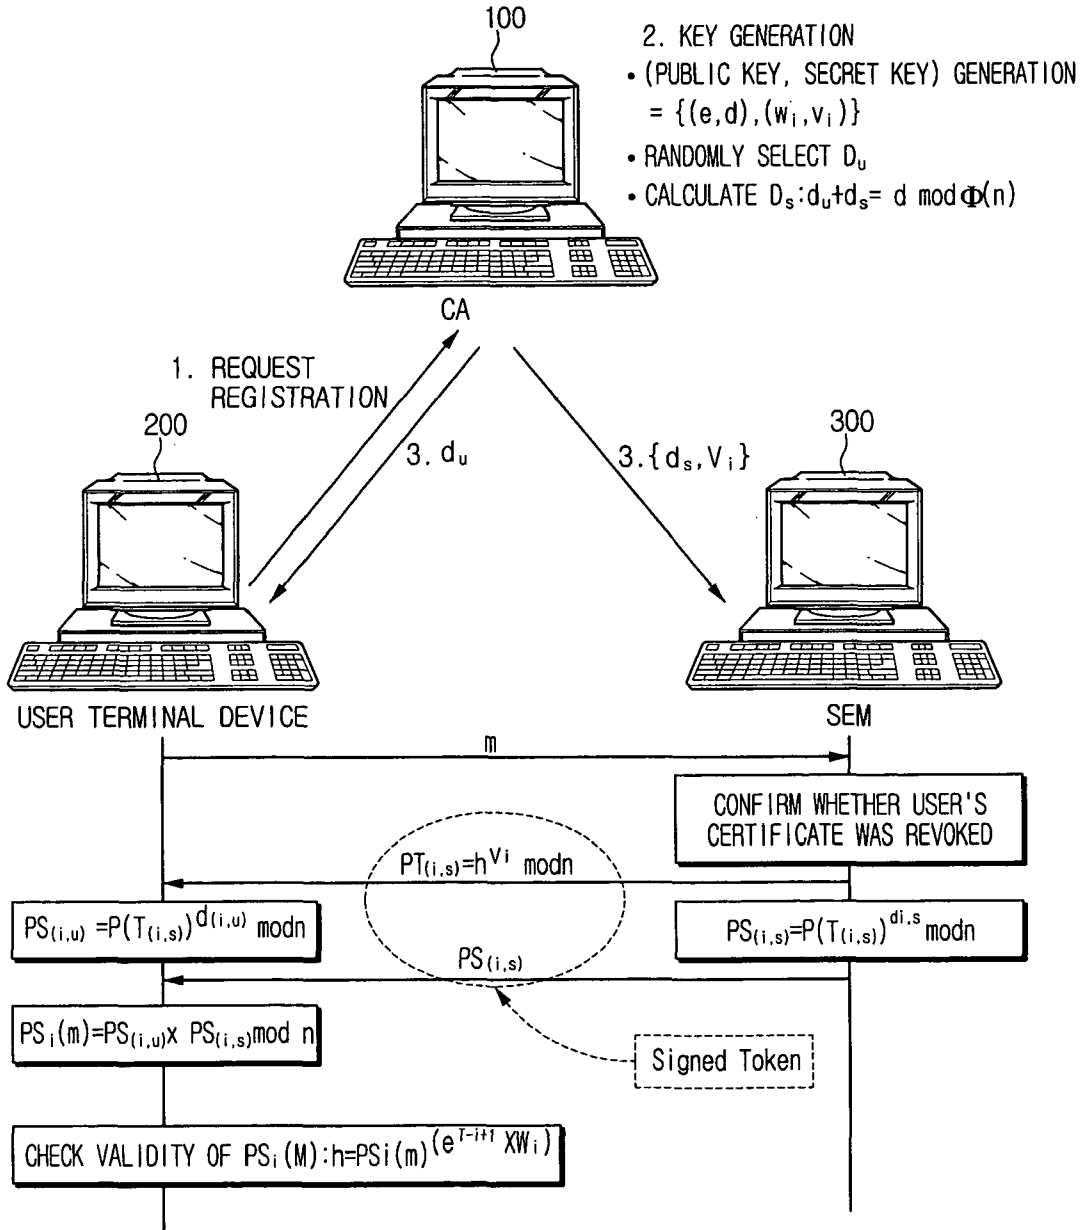 100
2. KEY GENERATION
• (PUBLIC KEY, SECRET KEY) GENERATION
= {(e,d),(wᵢ,vᵢ)}
• RANDOMLY SELECT Dᵤ
• CALCULATE Dₛ:dᵤ+dₛ= d mod Φ(n)
CA
1. REQUEST
REGISTRATION
200
3. dᵤ
3.{dₛ,Vᵢ}
300
USER TERMINAL DEVICE
SEM
m
CONFIRM WHETHER USER'S
CERTIFICATE WAS REVOKED
PT(i,s)=h^Vi modn
PS(i,u) =P(T(i,s))^d(i,u) modn
PS(i,s)=P(T(i,s))^di,s modn
PS(i,s)
PSᵢ(m)=PS(i,u)x PS(i,s)mod n
Signed Token
CHECK VALIDITY OF PSᵢ(M):h=PSi(m)^(e^T-i+1 XWᵢ)